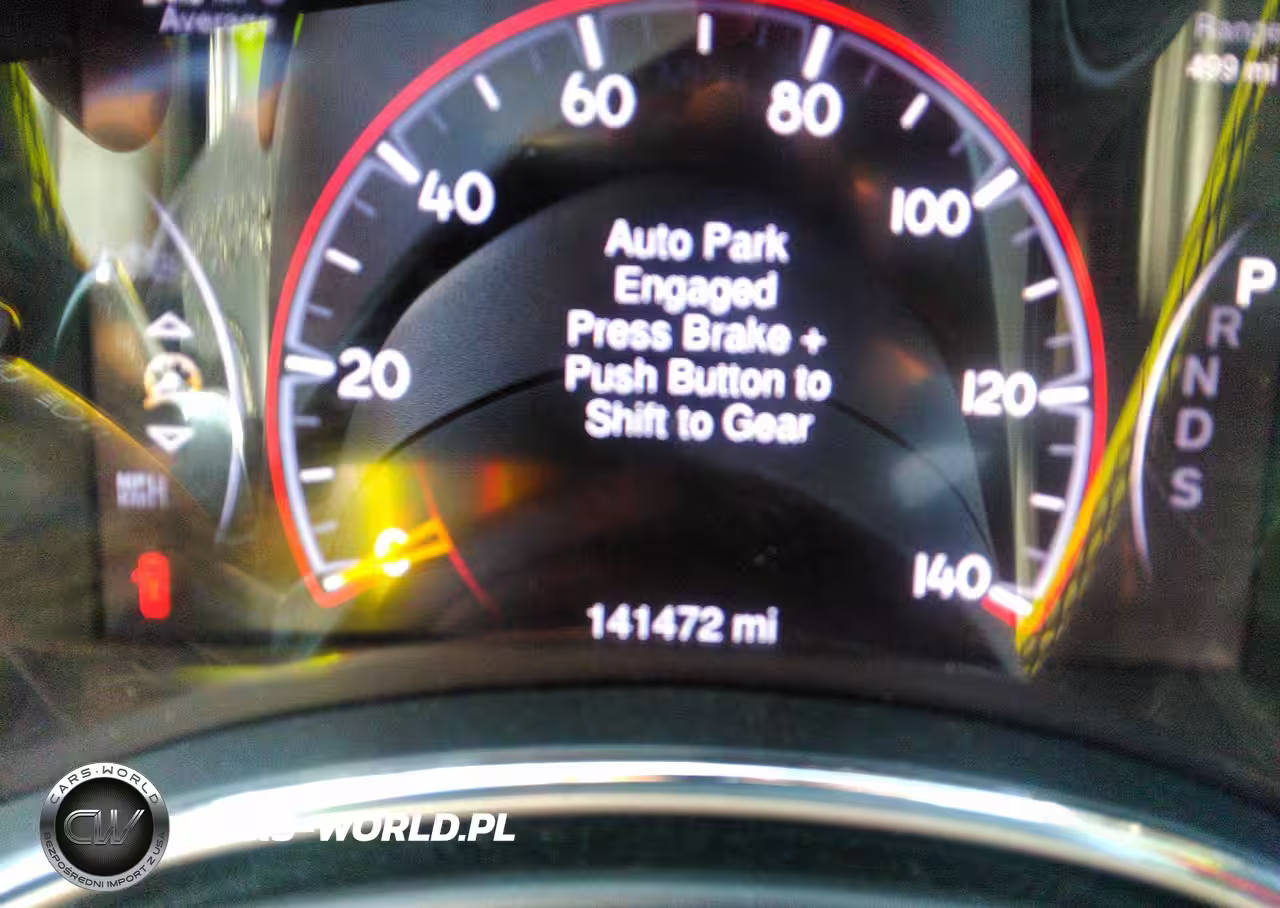 Average
Range
499 mi
60
80
40
100
20
120
140
0
Auto Park
Engaged
Press Brake +
Push Button to
Shift to Gear
P
R
N
D
S
141472 mi
CARS-WORLD
CW
BEZPOŚREDNI IMPORT Z USA
-WORLD.PL